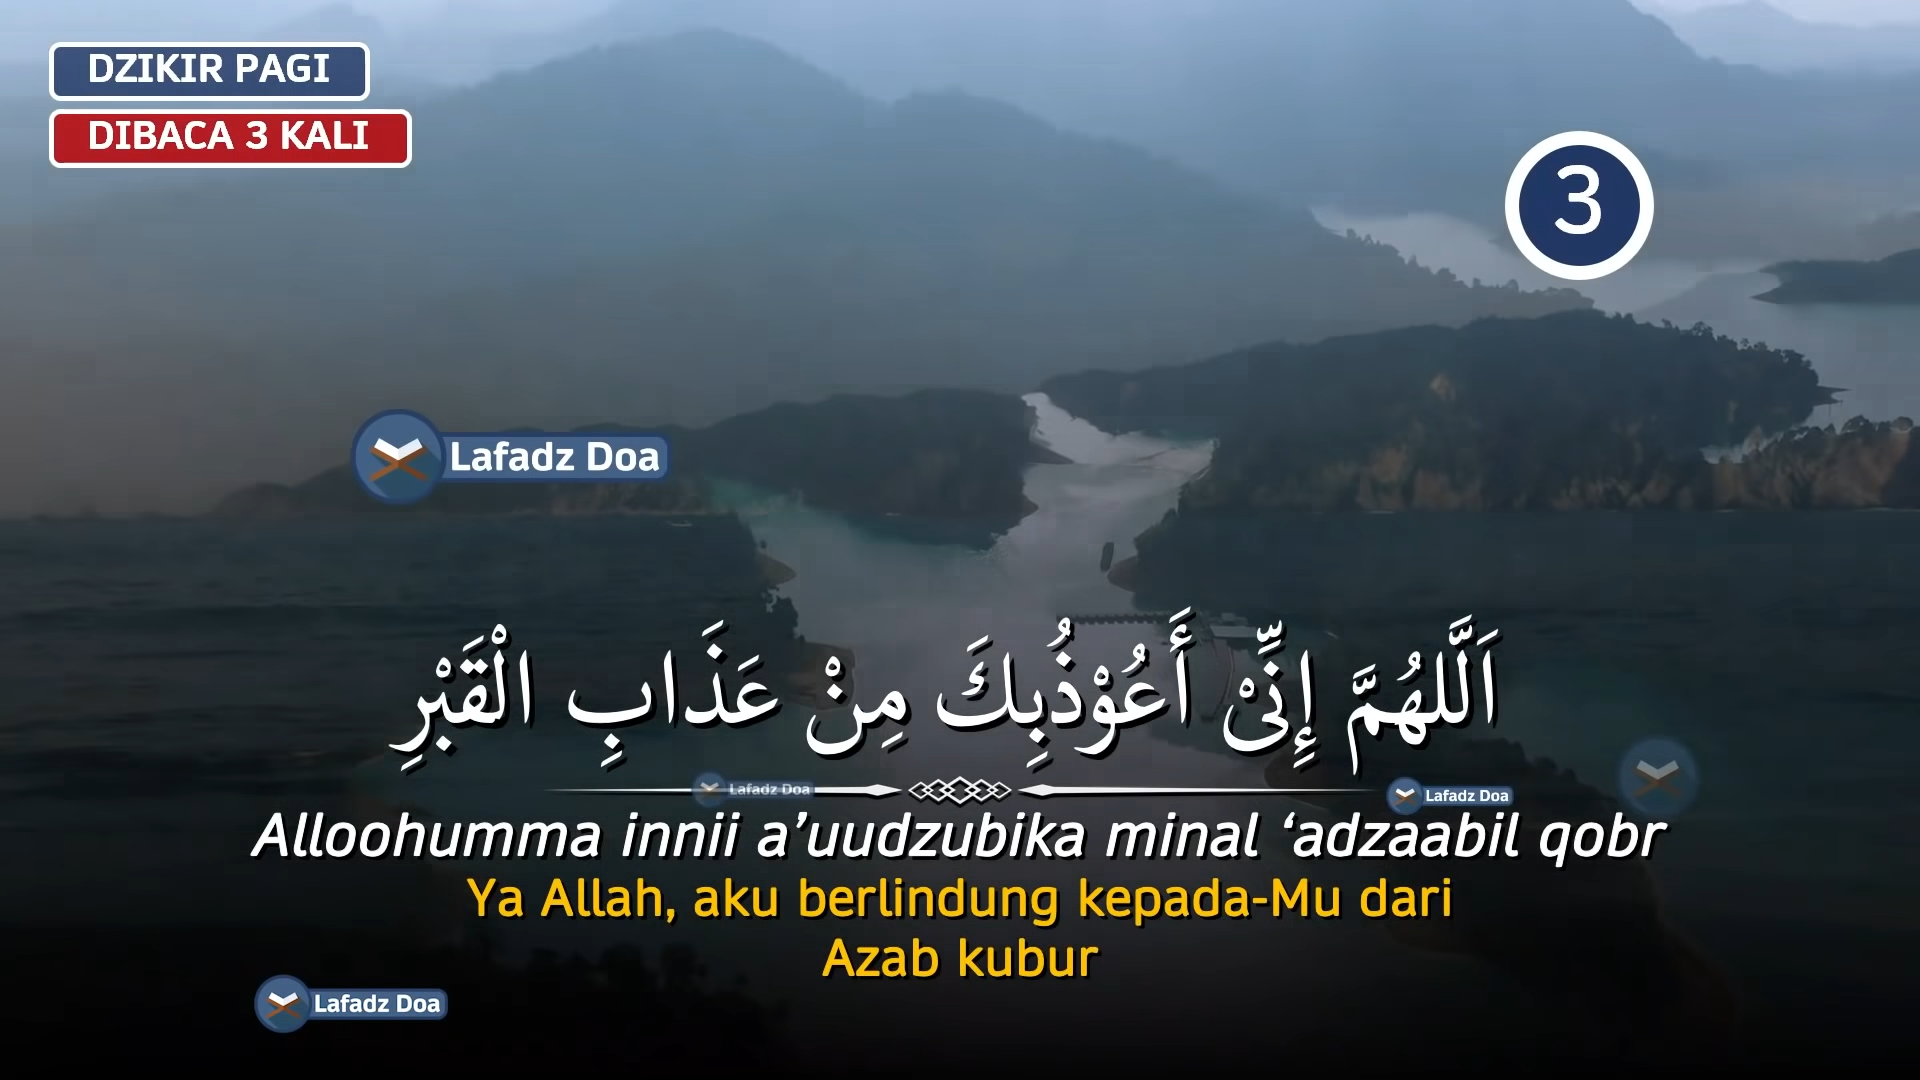 DZIKIR PAGI
DIBACA 3 KALI
3
Lafadz Doa
اَللّٰهُمَّ إِنِّيْ أَعُوْذُبِكَ مِنْ عَذَابِ الْقَبْرِ
Lafadz Doa
Lafadz Doa
Alloohumma innii a’uudzubika minal ‘adzaabil qobr
Ya Allah, aku berlindung kepada-Mu dari
Azab kubur
Lafadz Doa